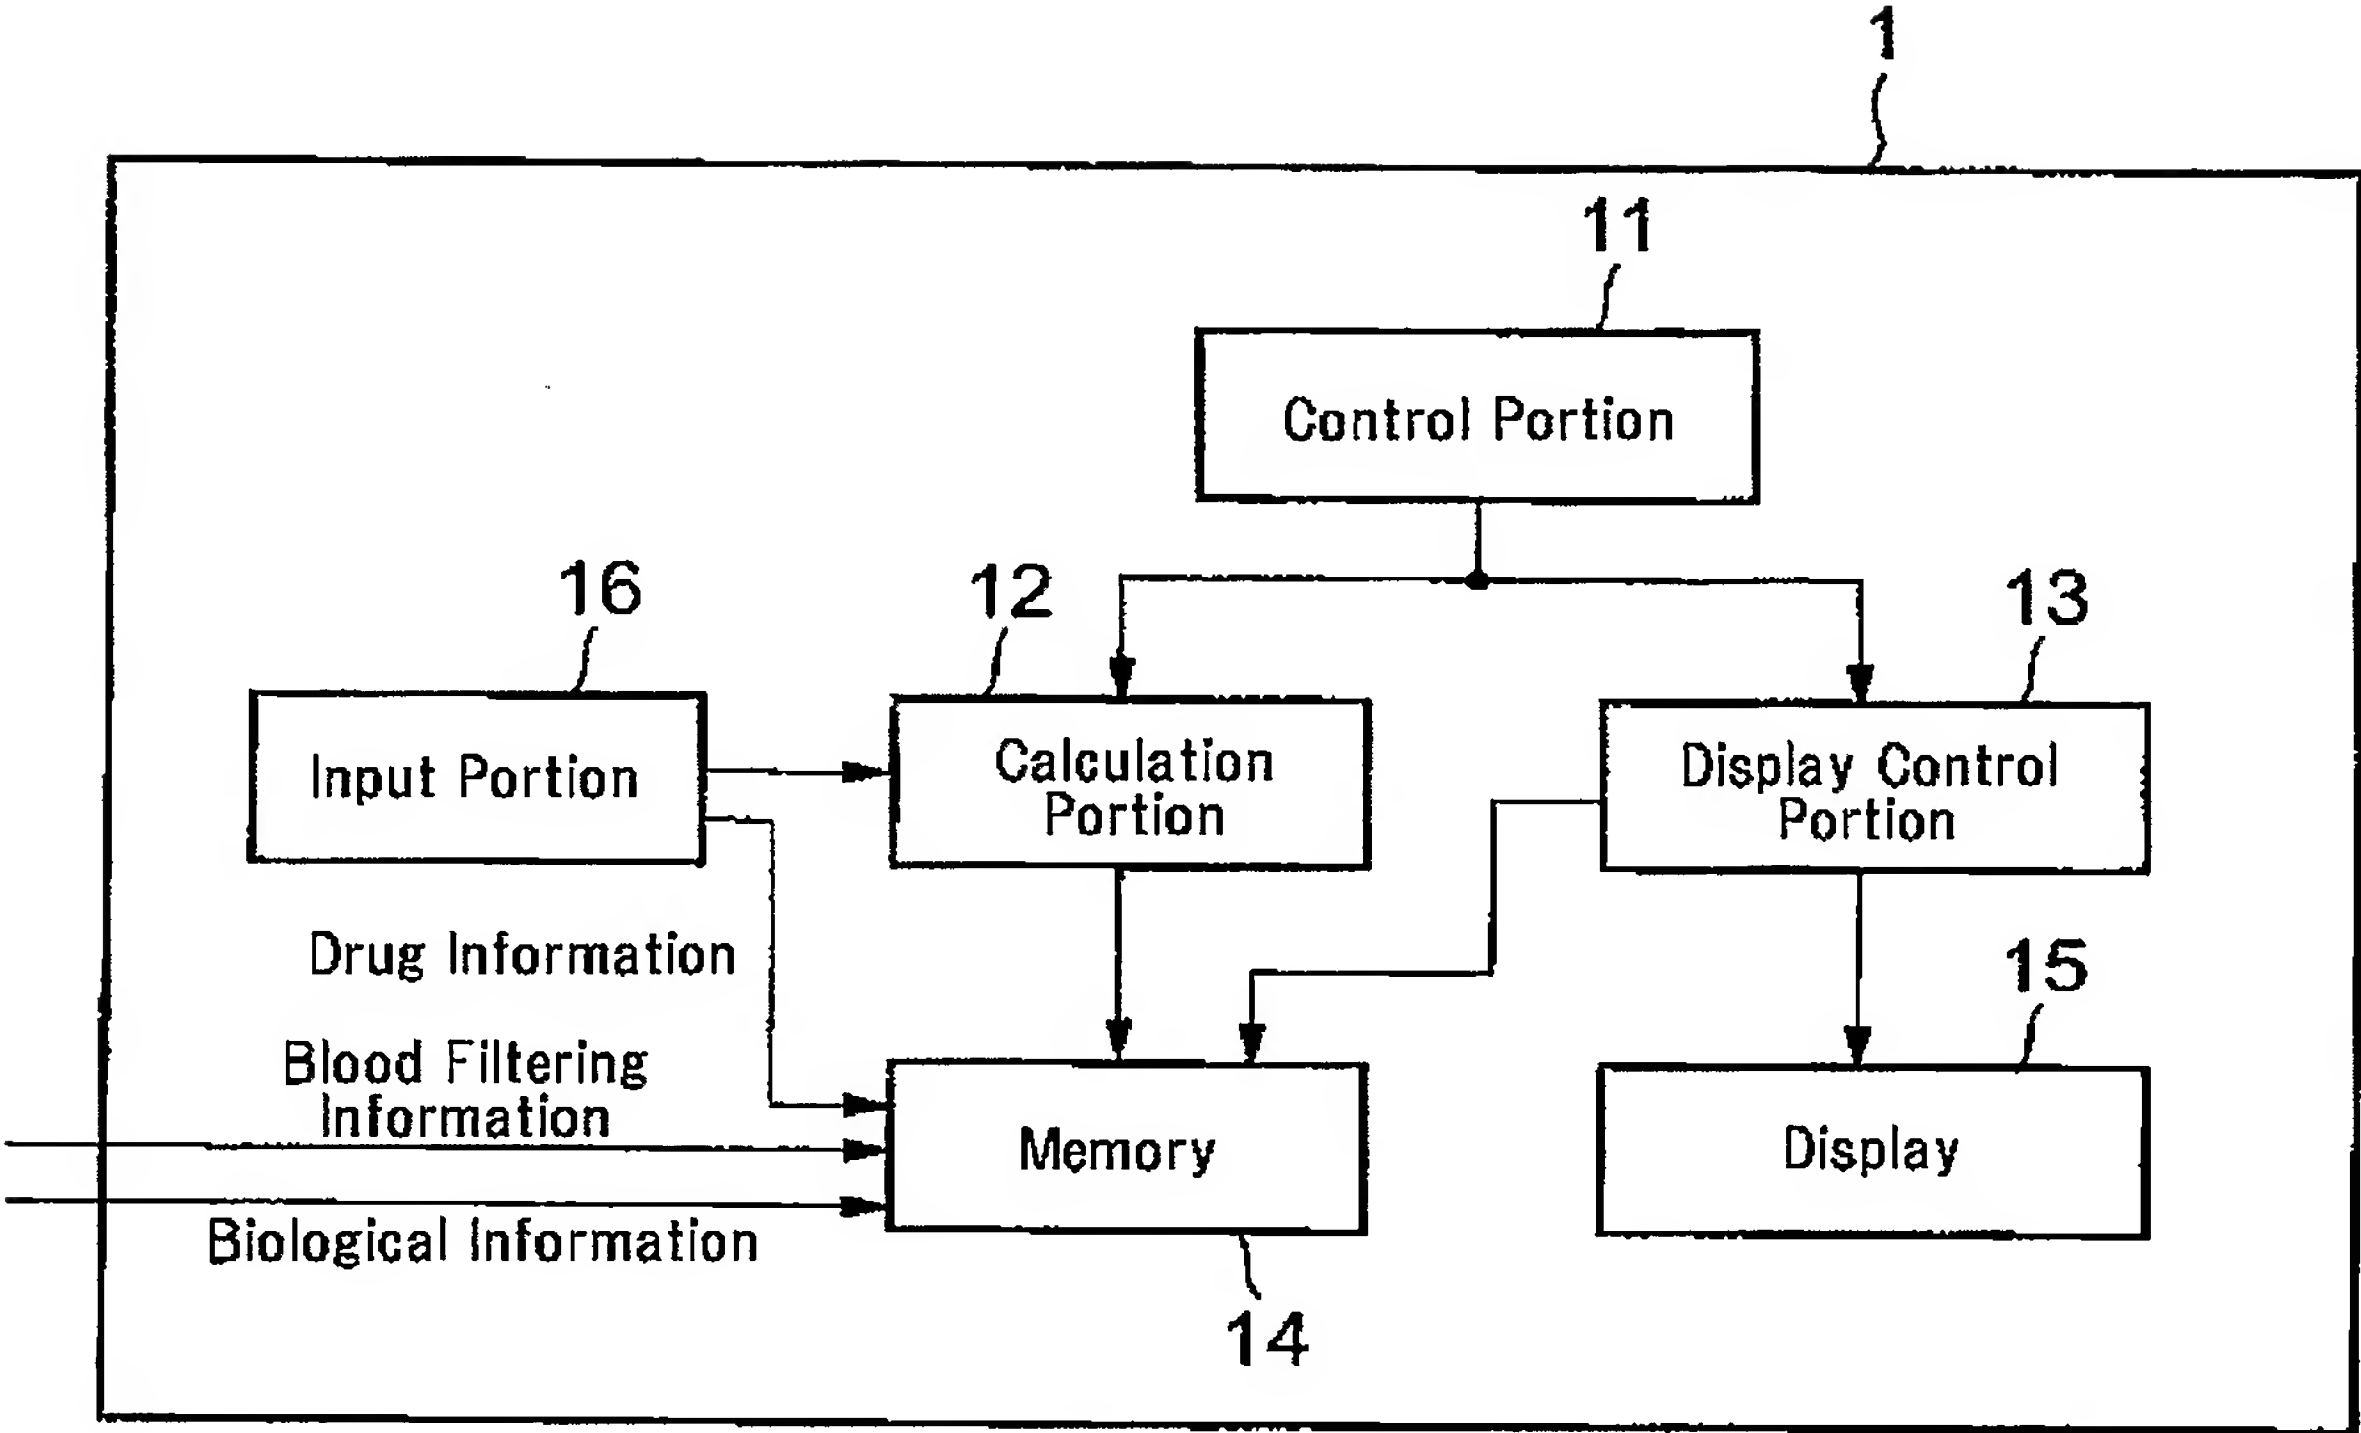 1
11
Control Portion
16
12
13
Input Portion
Calculation
Portion
Display Control
Portion
Drug Information
15
Blood Filtering
Information
Memory
Display
Biological Information
14